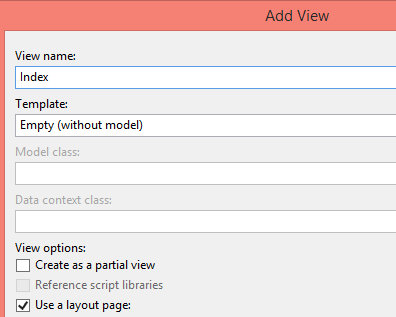 Add View
View name:
Index
Template:
Empty (without model)
Model class:
Data context class:
View options:
Create as a partial view
Reference script libraries
Use a layout page: